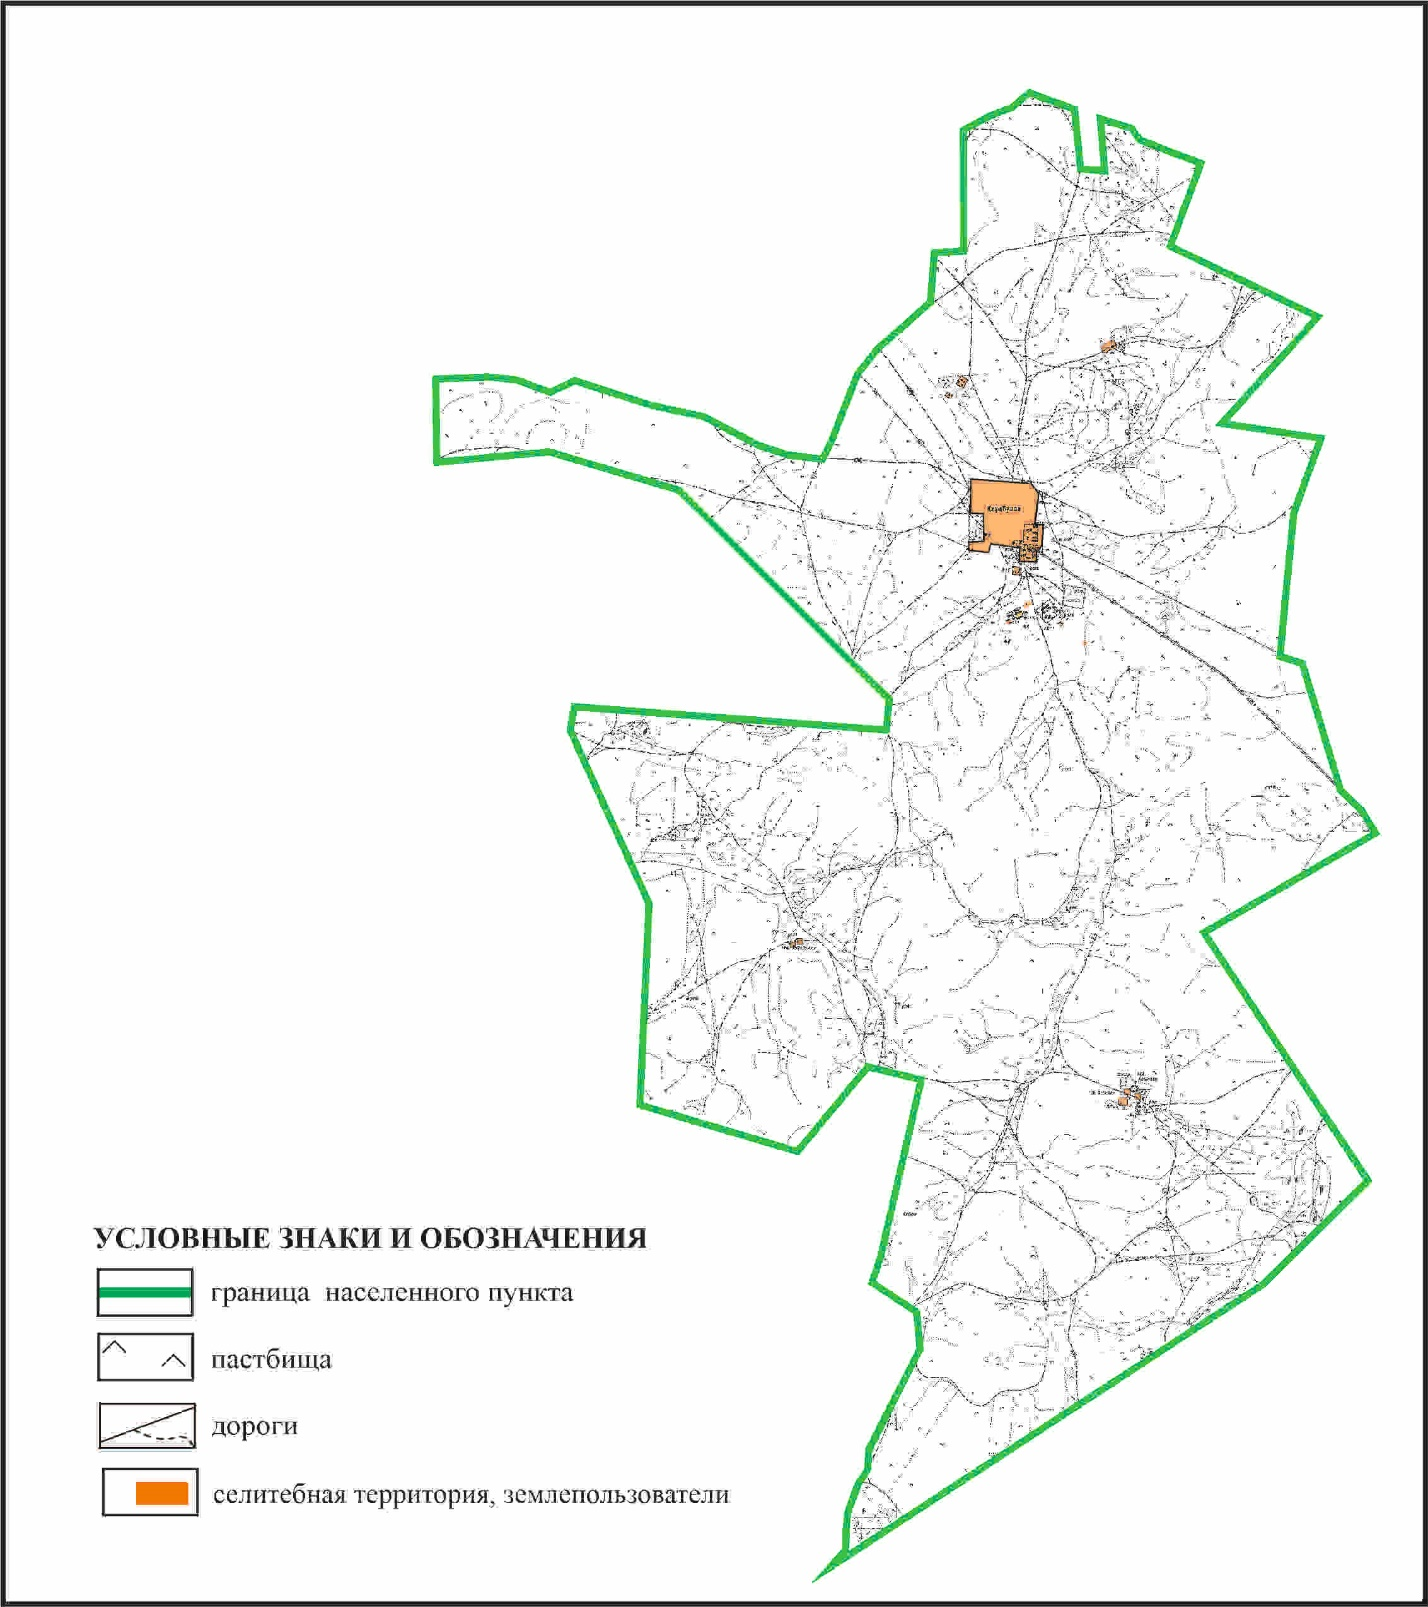 УСЛОВНЫЕ ЗНАКИ И ОБОЗНАЧЕНИЯ
граница населенного пункта
пастбища
дороги
селитебная территория, землепользователи